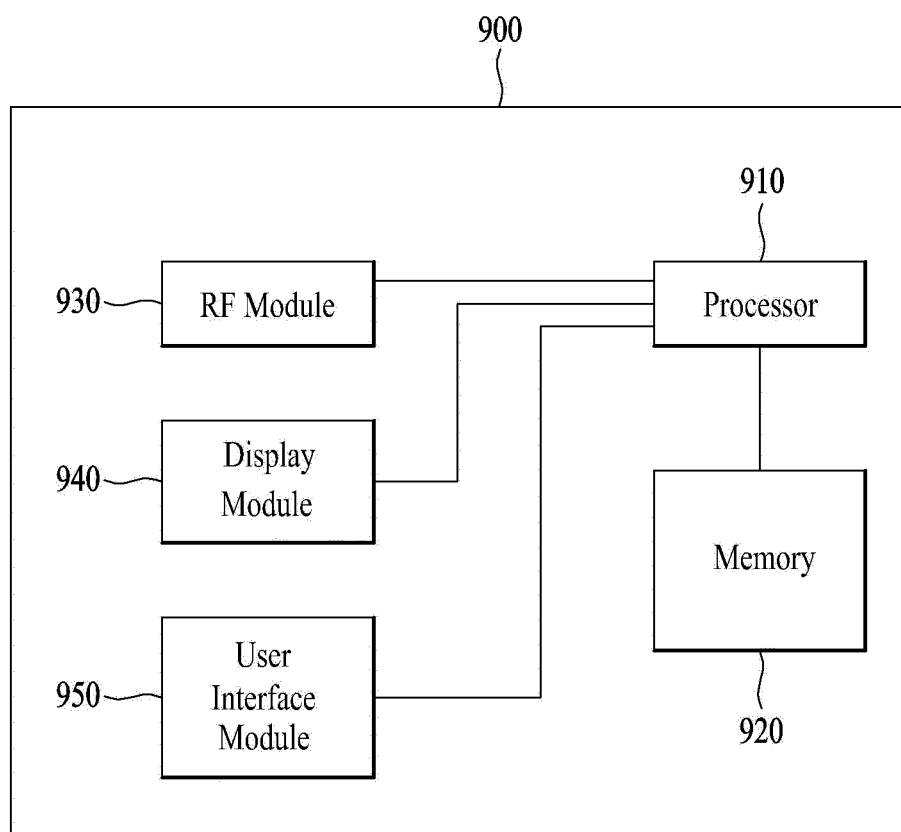 900
910
930
RF Module
Processor
940
Display
Module
Memory
950
User
Interface
Module
920